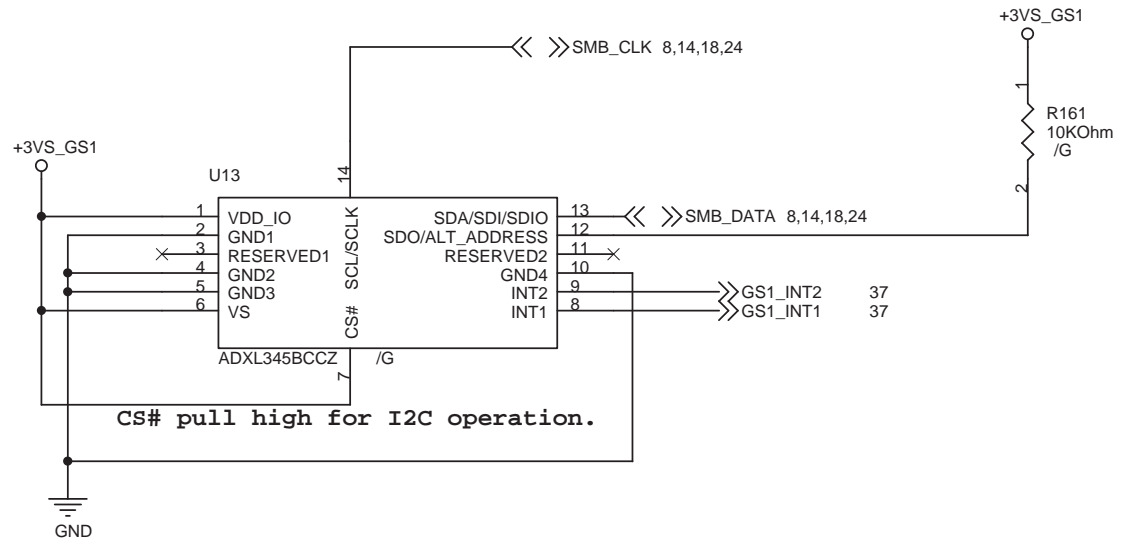 +3VS_GS1
SMB_CLK 8,14,18,24
1
R161
10KOhm
/G
2
+3VS_GS1
U13
14
1 VDD_IO SDA/SDI/SDIO 13 SMB_DATA 8,14,18,24
2 GND1 SDO/ALT_ADDRESS 12
3 RESERVED1 RESERVED2 11
4 GND2 GND4 10
5 GND3 INT2 9 GS1_INT2 37
6 VS INT1 8 GS1_INT1 37
SCL/SCLK
CS#
ADXL345BCCZ /G
7
CS# pull high for I2C operation.
GND